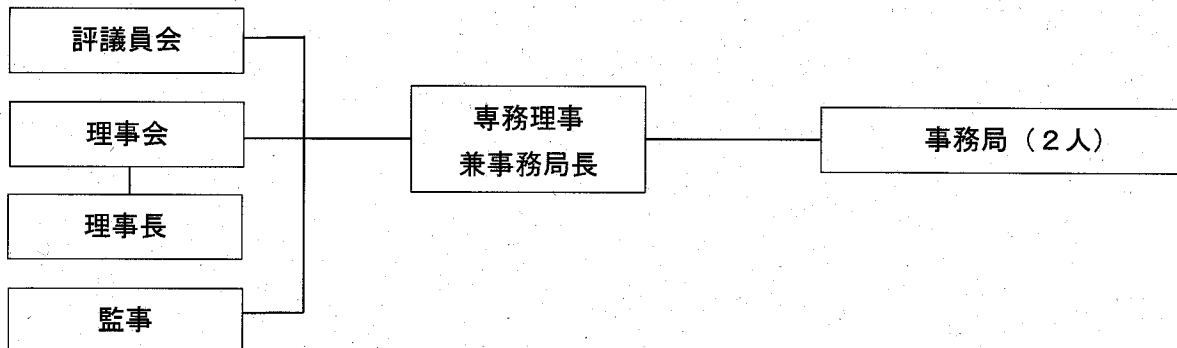 評議員会
理事会
理事長
監事
専務理事
兼事務局長
事務局（２人）